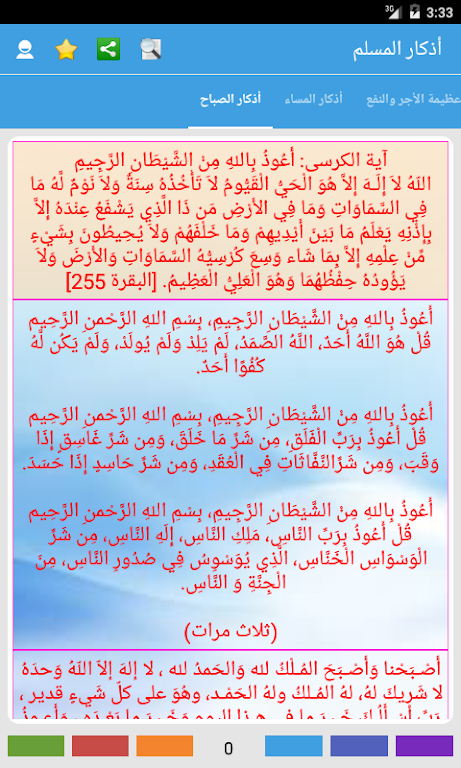 3G 3:33
أذكار المسلم
أذكار الصباح أذكار المساء عظيمة الأجر والنفع
آية الكرسى: أعُوذُ بِاللهِ مِنْ الشَّيْطَانِ الرَّجِيمِ
اللّهُ لاَ إِلَـهَ إِلاَّ هُوَ الْحَيُّ الْقَيُّومُ لاَ تَأْخُذُهُ سِنَةٌ وَلاَ نَوْمٌ لَّهُ مَا
فِي السَّمَاوَاتِ وَمَا فِي الأَرْضِ مَن ذَا الَّذِي يَشْفَعُ عِنْدَهُ إِلاَّ
بِإِذْنِهِ يَعْلَمُ مَا بَيْنَ أَيْدِيهِمْ وَمَا خَلْفَهُمْ وَلاَ يُحِيطُونَ بِشَيْءٍ
مِّنْ عِلْمِهِ إِلاَّ بِمَا شَاء وَسِعَ كُرْسِيُّهُ السَّمَاوَاتِ وَالأَرْضَ وَلاَ
يَؤُودُهُ حِفْظُهُمَا وَهُوَ الْعَلِيُّ الْعَظِيمُ. [البقرة 255]
أَعُوذُ بِاللهِ مِنْ الشَّيْطَانِ الرَّجِيمِ، بِسْمِ اللهِ الرَّحْمنِ الرَّحِيم
قُلْ هُوَ اللَّهُ أَحَدٌ، اللَّهُ الصَّمَدُ، لَمْ يَلِدْ وَلَمْ يُولَدْ، وَلَمْ يَكُن لَّهُ
كُفُوًا أَحَدٌ.
أَعُوذُ بِاللهِ مِنْ الشَّيْطَانِ الرَّجِيمِ، بِسْمِ اللهِ الرَّحْمنِ الرَّحِيم
قُلْ أَعُوذُ بِرَبِّ الْفَلَقِ، مِن شَرِّ مَا خَلَقَ، وَمِن شَرِّ غَاسِقٍ إِذَا
وَقَبَ، وَمِن شَرِّ النَّفَّاثَاتِ فِي الْعُقَدِ، وَمِن شَرِّ حَاسِدٍ إِذَا حَسَدَ.
أَعُوذُ بِاللهِ مِنْ الشَّيْطَانِ الرَّجِيمِ، بِسْمِ اللهِ الرَّحْمنِ الرَّحِيم
قُلْ أَعُوذُ بِرَبِّ النَّاسِ، مَلِكِ النَّاسِ، إِلَهِ النَّاسِ، مِن شَرِّ
الْوَسْوَاسِ الْخَنَّاسِ، الَّذِي يُوَسْوِسُ فِي صُدُورِ النَّاسِ، مِنَ
الْجِنَّةِ وَ النَّاسِ.
(ثلاث مرات)
أَصْبَحْنا وَأَصْبَحَ المُـلْكُ لله وَالحَمدُ لله ، لا إلهَ إلاّ اللّهُ وَحدَهُ
لا شَريكَ لهُ، لهُ المُـلكُ ولهُ الحَمْـد، وهُوَ على كلّ شَيءٍ قدير ،
0